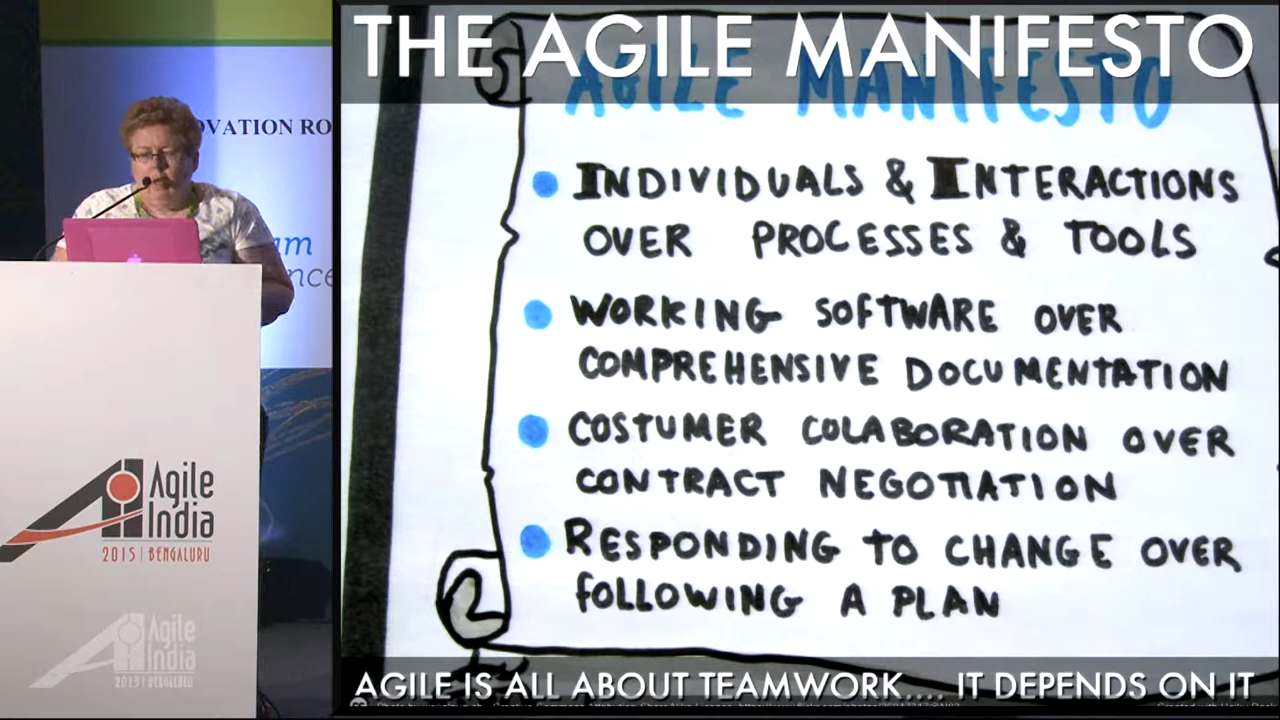 THE AGILE MANIFESTO
AGILE MANIFESTO
INDIVIDUALS & INTERACTIONS
OVER PROCESSES & TOOLS
WORKING SOFTWARE OVER
COMPREHENSIVE DOCUMENTATION
COSTUMER COLABORATION OVER
CONTRACT NEGOTIATION
RESPONDING TO CHANGE OVER
FOLLOWING A PLAN
AGILE IS ALL ABOUT TEAMWORK.... IT DEPENDS ON IT
OVATION RO
am
nce
Agile
India
2015 | BENGALURU
Agile
India
2015 | BENGALURU